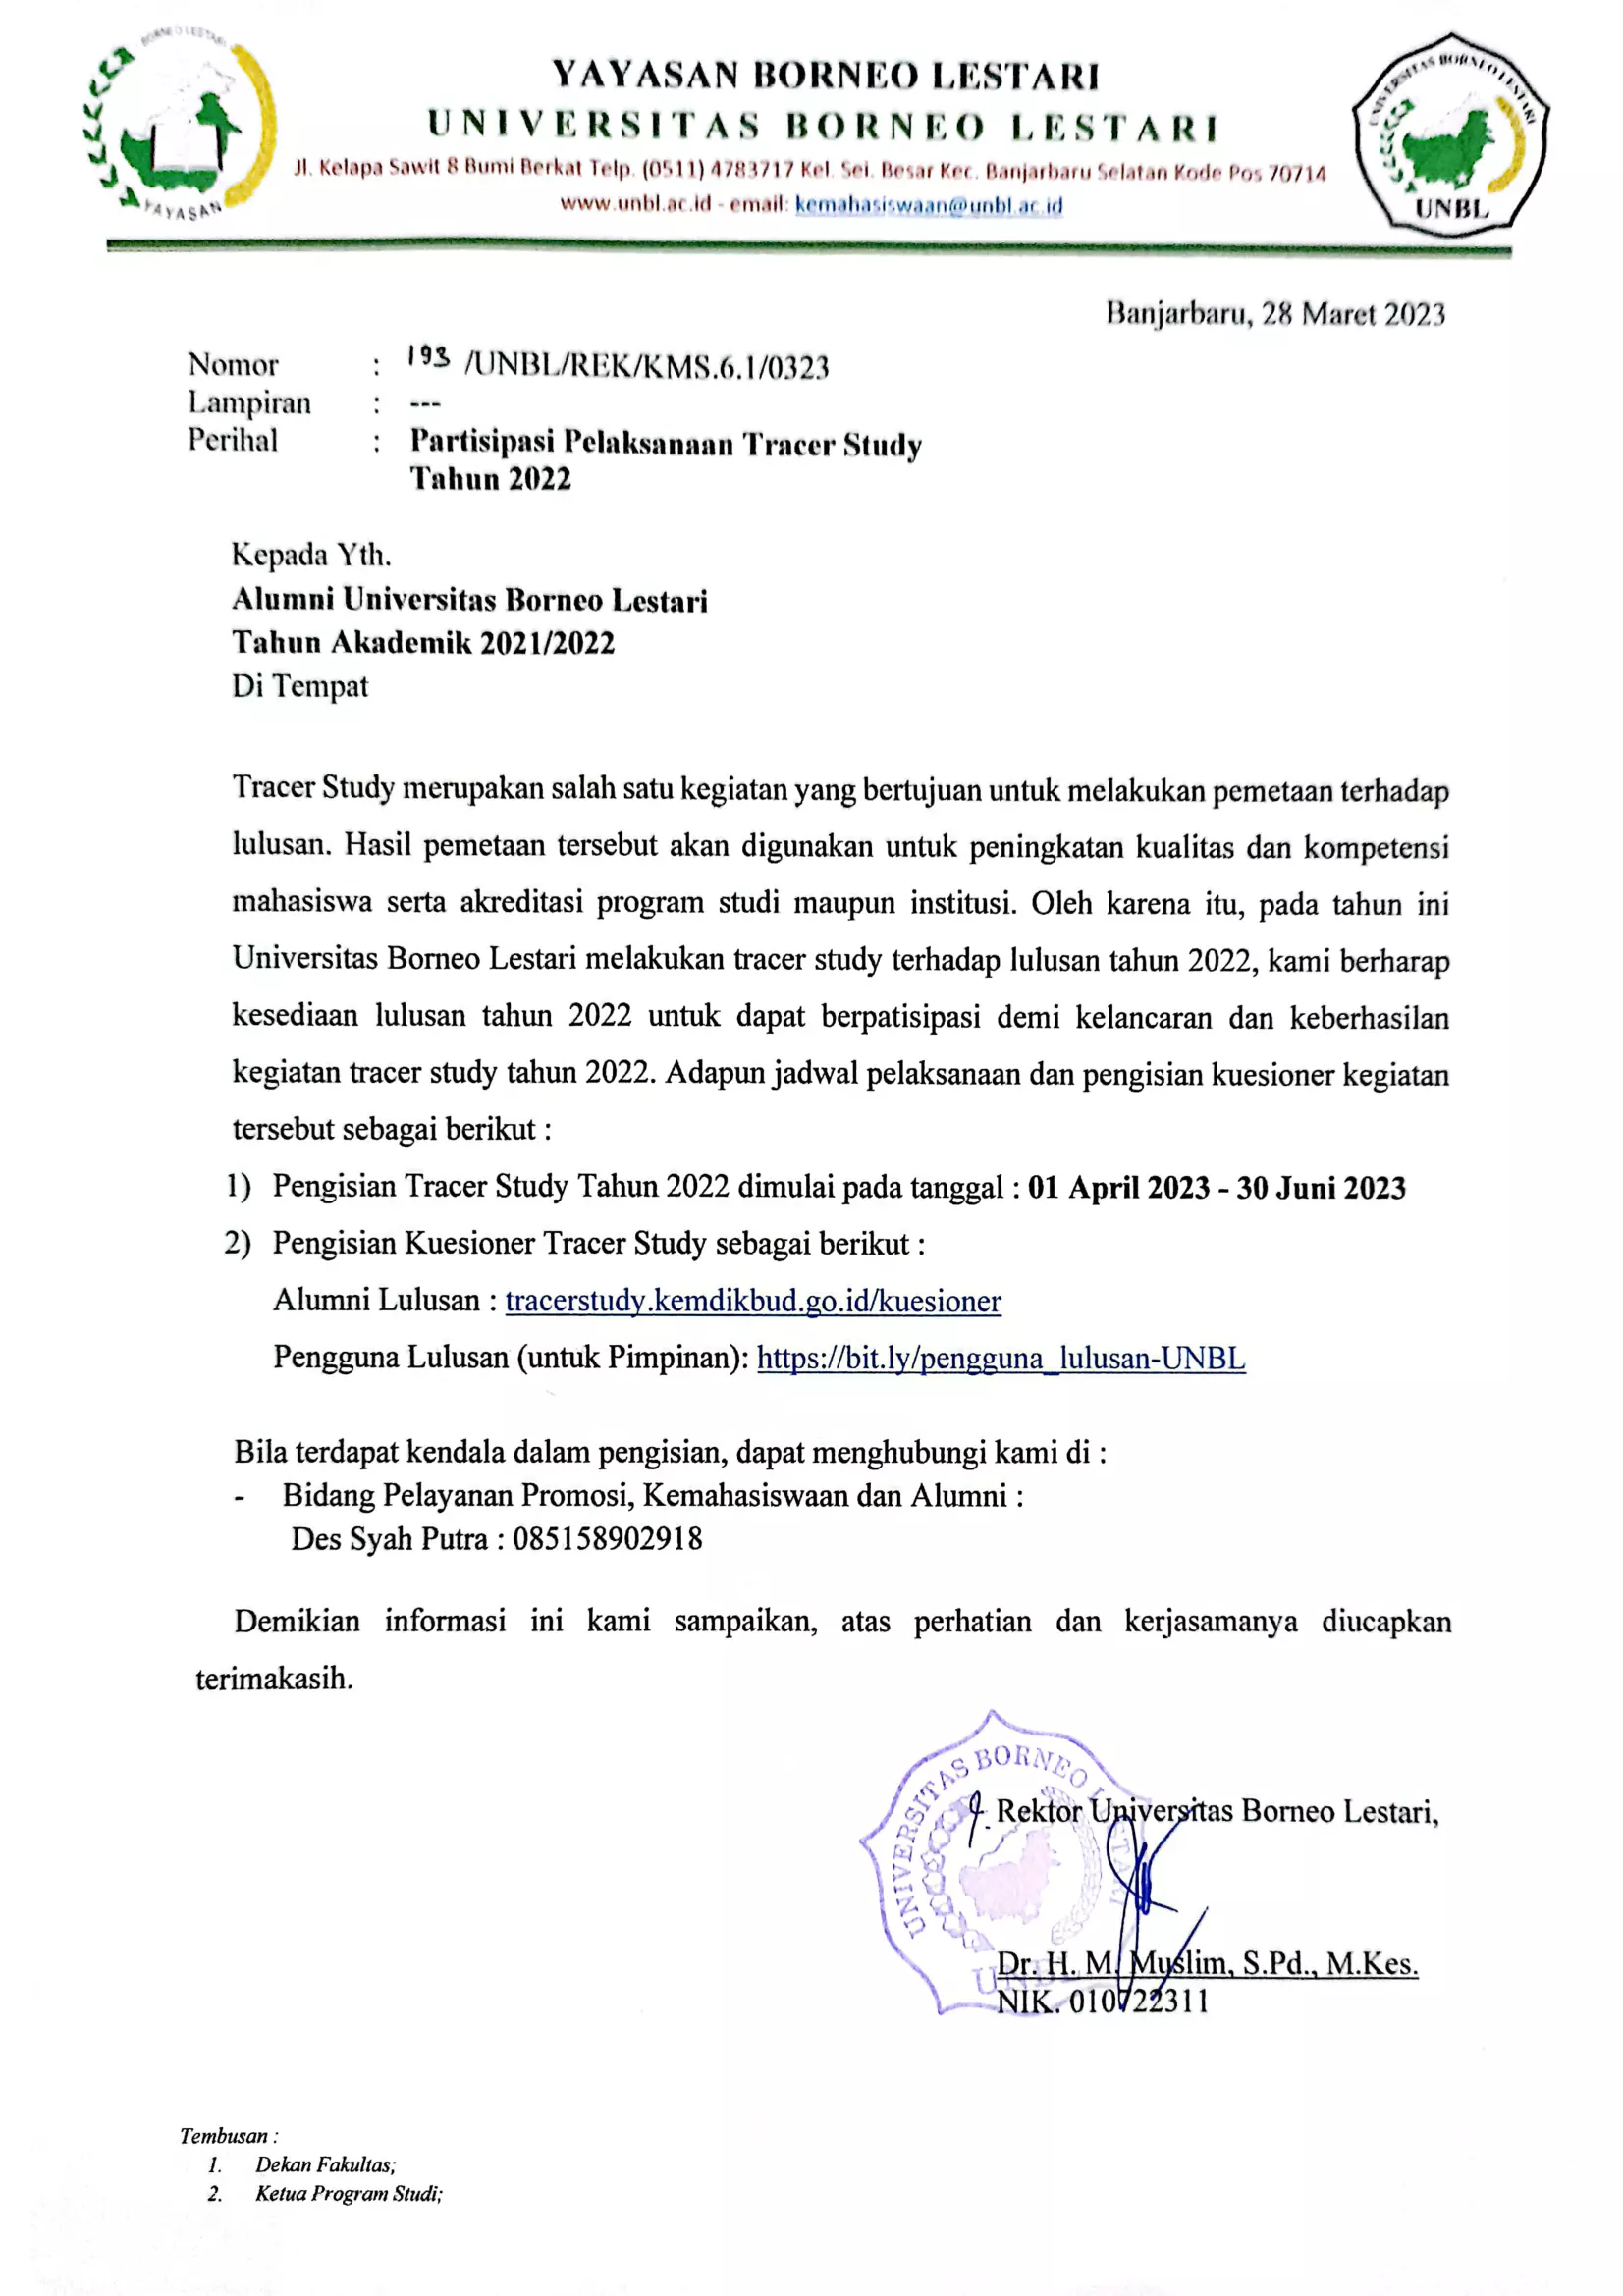 BORNEO LESTARI
YAYASAN
YAYASAN BORNEO LESTARI
UNIVERSITAS BORNEO LESTARI
Jl. Kelapa Sawit 8 Bumi Berkat Telp. (0511) 4783717 Kel. Sei. Besar Kec. Banjarbaru Selatan Kode Pos 70714
www.unbl.ac.id - email: kemahasiswaan@unbl.ac.id
UNIVERSITAS BORNEO LESTARI
UNBL
Banjarbaru, 28 Maret 2023
Nomor : 193 /UNBL/REK/KMS.6.1/0323
Lampiran : ---
Perihal : Partisipasi Pelaksanaan Tracer Study
Tahun 2022
Kepada Yth.
Alumni Universitas Borneo Lestari
Tahun Akademik 2021/2022
Di Tempat
Tracer Study merupakan salah satu kegiatan yang bertujuan untuk melakukan pemetaan terhadap
lulusan. Hasil pemetaan tersebut akan digunakan untuk peningkatan kualitas dan kompetensi
mahasiswa serta akreditasi program studi maupun institusi. Oleh karena itu, pada tahun ini
Universitas Borneo Lestari melakukan tracer study terhadap lulusan tahun 2022, kami berharap
kesediaan lulusan tahun 2022 untuk dapat berpatisipasi demi kelancaran dan keberhasilan
kegiatan tracer study tahun 2022. Adapun jadwal pelaksanaan dan pengisian kuesioner kegiatan
tersebut sebagai berikut :
1) Pengisian Tracer Study Tahun 2022 dimulai pada tanggal : 01 April 2023 - 30 Juni 2023
2) Pengisian Kuesioner Tracer Study sebagai berikut :
Alumni Lulusan : tracerstudy.kemdikbud.go.id/kuesioner
Pengguna Lulusan (untuk Pimpinan): https://bit.ly/pengguna_lulusan-UNBL
Bila terdapat kendala dalam pengisian, dapat menghubungi kami di :
- Bidang Pelayanan Promosi, Kemahasiswaan dan Alumni :
Des Syah Putra : 085158902918
Demikian informasi ini kami sampaikan, atas perhatian dan kerjasamanya diucapkan
terimakasih.
UNIVERSITAS BORNEO LESTARI
UNBL
Rektor Universitas Borneo Lestari,
Dr. H. M. Muslim, S.Pd., M.Kes.
NIK. 010722311
Tembusan :
1. Dekan Fakultas;
2. Ketua Program Studi;